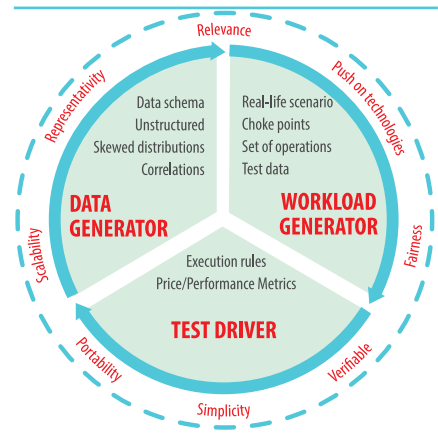 Relevance
Representativity
Push on technologies
Data schema
Unstructured
Skewed distributions
Correlations
Real-life scenario
Choke points
Set of operations
Test data
DATA
GENERATOR
WORKLOAD
GENERATOR
Scalability
Fairness
Execution rules
Price/Performance Metrics
TEST DRIVER
Portability
Verifiable
Simplicity